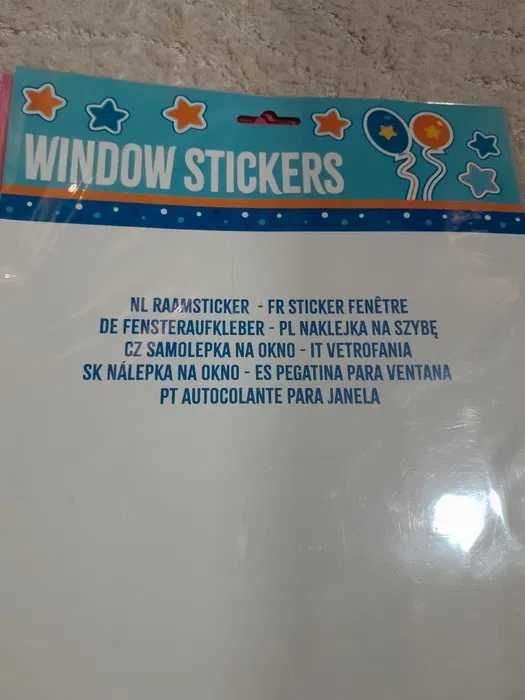 WINDOW STICKERS
NL RAAMSTICKER - FR STICKER FENÊTRE
DE FENSTERAUFKLEBER - PL NAKLEJKA NA SZYBĘ
CZ SAMOLEPKA NA OKNO - IT VETROFANIA
SK NÁLEPKA NA OKNO - ES PEGATINA PARA VENTANA
PT AUTOCOLANTE PARA JANELA